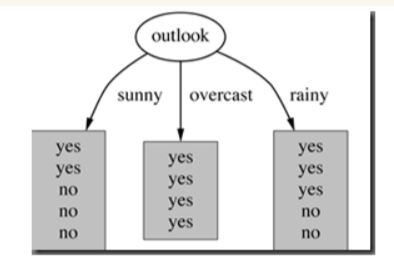 outlook
sunny
overcast
rainy
yes
yes
no
no
no
yes
yes
yes
yes
yes
yes
yes
no
no